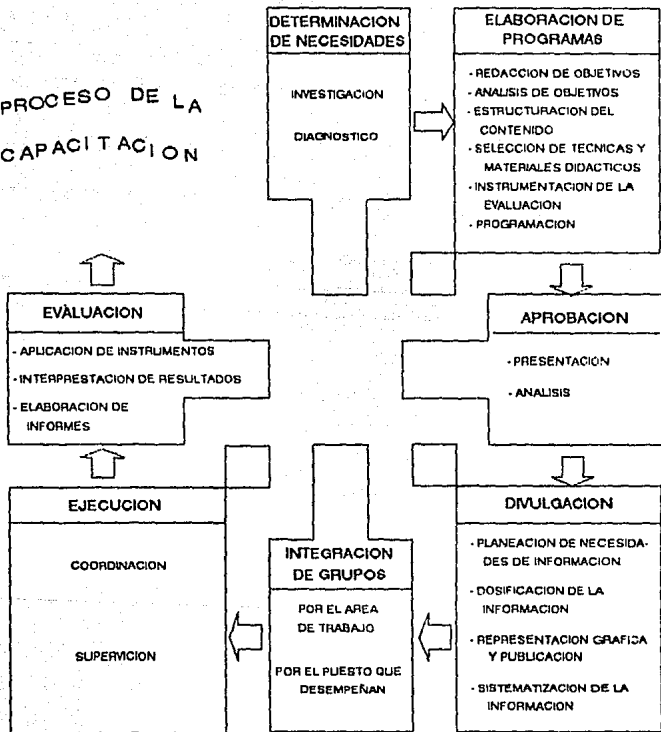 PROCESO DE LA
CAPACITACION
DETERMINACION
DE NECESIDADES
INVESTIGACION
DIAGNOSTICO
ELABORACION DE
PROGRAMAS
- REDACCION DE OBJETIVOS
- ANALISIS DE OBJETIVOS
- ESTRUCTURACION DEL
CONTENIDO
- SELECCION DE TECNICAS Y
MATERIALES DIDACTICOS
- INSTRUMENTACION DE LA
EVALUACION
- PROGRAMACION
APROBACION
- PRESENTACION
- ANALISIS
DIVULGACION
- PLANEACION DE NECESIDA-
DES DE INFORMACION
- DOSIFICACION DE LA
INFORMACION
- REPRESENTACION GRAFICA
Y PUBLICACION
- SISTEMATIZACION DE LA
INFORMACION
INTEGRACION
DE GRUPOS
POR EL AREA
DE TRABAJO
POR EL PUESTO QUE
DESEMPEÑAN
EJECUCION
COORDINACION
SUPERVICION
EVALUACION
- APLICACION DE INSTRUMENTOS
- INTERPRESTACION DE RESULTADOS
- ELABORACION DE
INFORMES